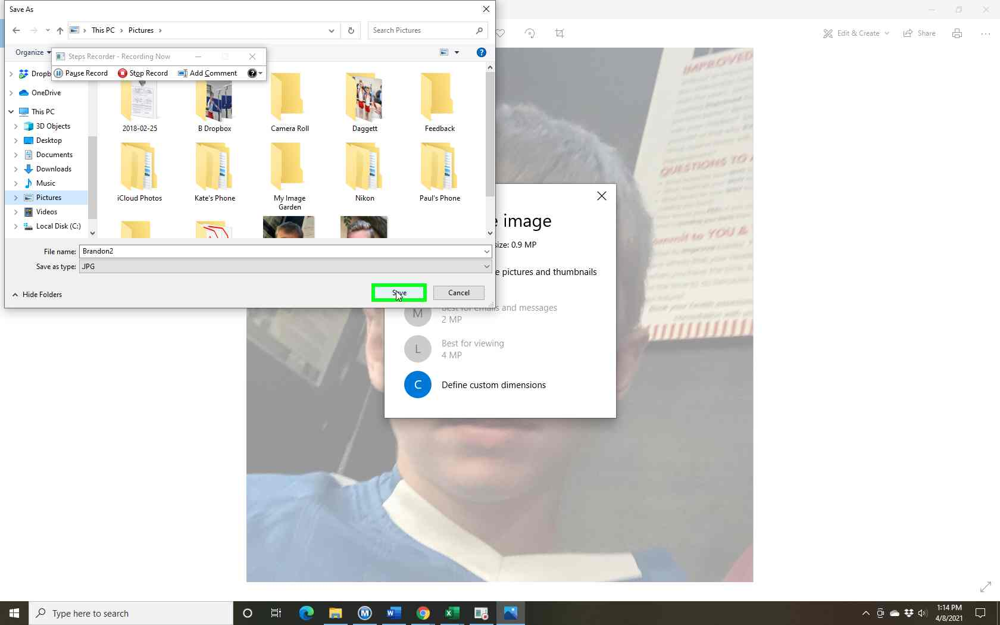 Save As
This PC
Pictures
Search Pictures
Edit & Create
Share
Organize
Steps Recorder - Recording Now
Pause Record
Stop Record
Add Comment
Dropb
OneDrive
This PC
3D Objects
Desktop
Documents
Downloads
Music
Pictures
Videos
Local Disk (C:)
2018-02-25
B Dropbox
Camera Roll
Daggett
Feedback
iCloud Photos
Kate's Phone
My Image
Garden
Nikon
Paul's Phone
File name:
Brandon2
Save as type:
.JPG
Hide Folders
Save
Cancel
e image
size: 0.9 MP
e pictures and thumbnails
M
Best for emails and messages
2 MP
L
Best for viewing
4 MP
C
Define custom dimensions
IMPROVED
QUESTIONS TO
commit to YOU &
Type here to search
1:14 PM
4/8/2021